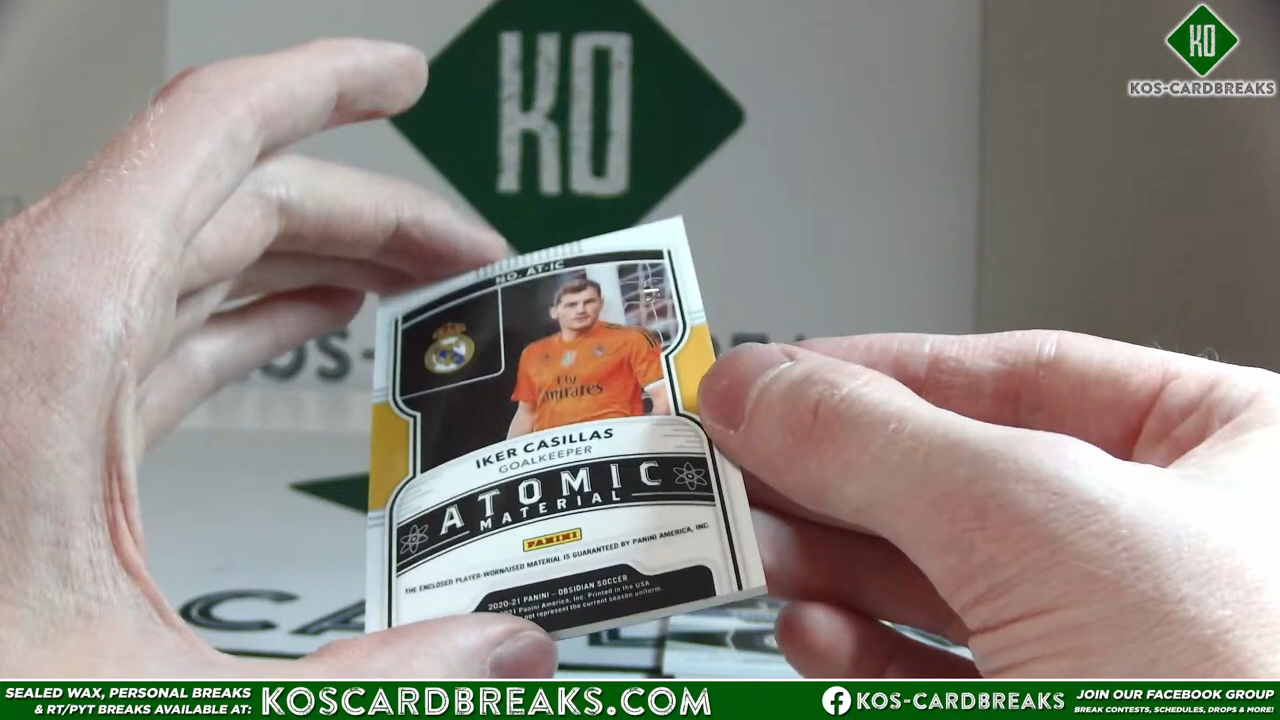 KO
KO
KOS-CARDBREAKS
NO. AT-IC
Fly
Emirates
IKER CASILLAS
GOALKEEPER
ATOMIC
MATERIAL
PANINI
THE ENCLOSED PLAYER-WORN/USED MATERIAL IS GUARANTEED BY PANINI AMERICA, INC.
2020-21 PANINI – OBSIDIAN SOCCER
2021 Panini America, Inc. Printed in the USA.
not represent the current season uniform.
SEALED WAX, PERSONAL BREAKS
& RT/PYT BREAKS AVAILABLE AT:
KOSCARDBREAKS.COM
KOS-CARDBREAKS
JOIN OUR FACEBOOK GROUP
BREAK CONTESTS, SCHEDULES, DROPS & MORE!